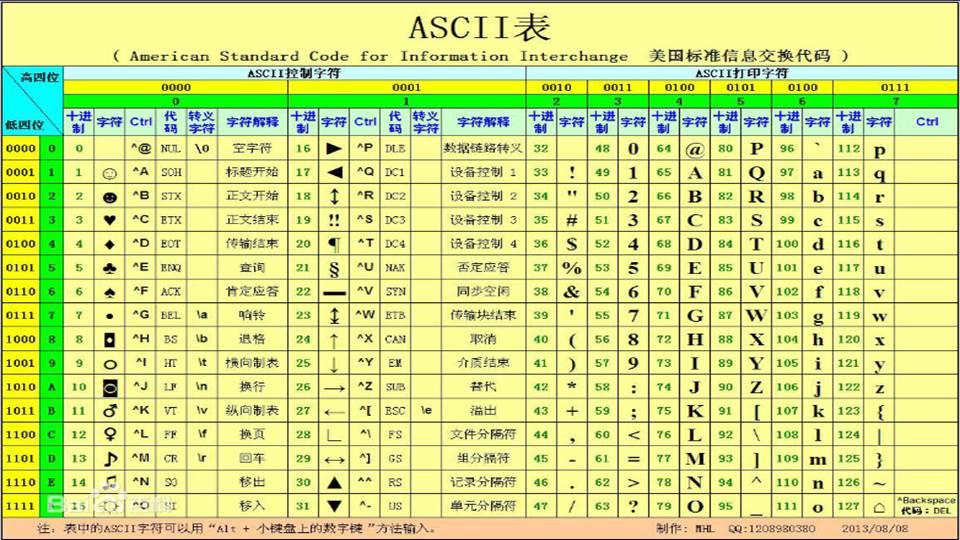 ASCII表
( American Standard Code for Information Interchange 美国标准信息交换代码 )
高四位 ASCII控制字符 ASCII打印字符
0000 0001 0010 0011 0100 0101 0100 0111
0 1 2 3 4 5 6 7
低四位 十进制 字符 Ctrl 代码 转义字符 字符解释 十进制 字符 Ctrl 代码 转义字符 字符解释 十进制 字符 十进制 字符 十进制 字符 十进制 字符 十进制 字符 十进制 字符 Ctrl
0000 0 0 ^@ NUL \0 空字符 16 ► ^P DLE 数据链路转义 32 48 0 64 @ 80 P 96 ` 112 p
0001 1 1 ☺ ^A SOH 标题开始 17 ◄ ^Q DC1 设备控制 1 33 ! 49 1 65 A 81 Q 97 a 113 q
0010 2 2 ☻ ^B STX 正文开始 18 ↕ ^R DC2 设备控制 2 34 " 50 2 66 B 82 R 98 b 114 r
0011 3 3 ♥ ^C ETX 正文结束 19 ‼ ^S DC3 设备控制 3 35 # 51 3 67 C 83 S 99 c 115 s
0100 4 4 ♦ ^D EOT 传输结束 20 ¶ ^T DC4 设备控制 4 36 $ 52 4 68 D 84 T 100 d 116 t
0101 5 5 ♣ ^E ENQ 查询 21 § ^U NAK 否定应答 37 % 53 5 69 E 85 U 101 e 117 u
0110 6 6 ♠ ^F ACK 肯定应答 22 ▬ ^V SYN 同步空闲 38 & 54 6 70 F 86 V 102 f 118 v
0111 7 7 • ^G BEL \a 响铃 23 ↨ ^W ETB 传输块结束 39 ' 55 7 71 G 87 W 103 g 119 w
1000 8 8 ◘ ^H BS \b 退格 24 ↑ ^X CAN 取消 40 ( 56 8 72 H 88 X 104 h 120 x
1001 9 9 ○ ^I HT \t 横向制表 25 ↓ ^Y EM 介质结束 41 ) 57 9 73 I 89 Y 105 i 121 y
1010 A 10 ◙ ^J LF \n 换行 26 → ^Z SUB 替代 42 * 58 : 74 J 90 Z 106 j 122 z
1011 B 11 ♂ ^K VT \v 纵向制表 27 ← ^[ ESC \e 溢出 43 + 59 ; 75 K 91 [ 107 k 123 {
1100 C 12 ♀ ^L FF \f 换页 28 ∟ ^\ FS 文件分隔符 44 , 60 < 76 L 92 \ 108 l 124 |
1101 D 13 ♪ ^M CR \r 回车 29 ↔ ^] GS 组分隔符 45 - 61 = 77 M 93 ] 109 m 125 }
1110 E 14 ♫ ^N SO 移出 30 ▲ ^^ RS 记录分隔符 46 . 62 > 78 N 94 ^ 110 n 126 ~
1111 F 15 ^O SI 移入 31 ▼ ^- US 单元分隔符 47 / 63 ? 79 O 95 _ 111 o 127 ⌂ ^Backspace 代码: DEL
注：表中的ASCII字符可以用“Alt + 小键盘上的数字键”方法输入。 制作: MHL QQ:1208980380 2013/08/08